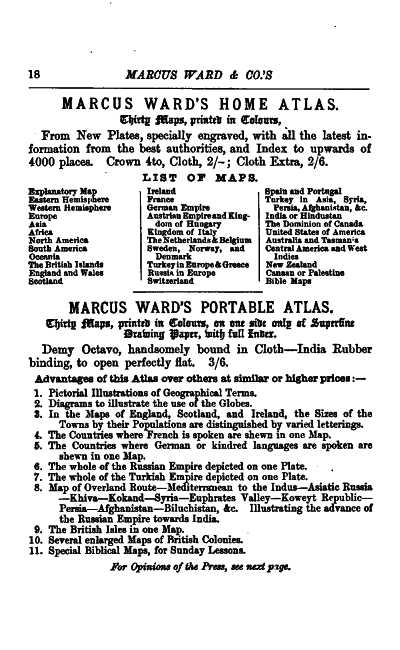 18 MARCUS WARD & CO.'S
MARCUS WARD'S HOME ATLAS.
Thirty Maps, printed in Colours,
From New Plates, specially engraved, with all the latest in-
formation from the best authorities, and Index to upwards of
4000 places. Crown 4to, Cloth, 2/-; Cloth Extra, 2/6.
LIST OF MAPS.
Explanatory Map
Eastern Hemisphere
Western Hemisphere
Europe
Asia
Africa
North America
South America
Oceania
The British Islands
England and Wales
Scotland
Ireland
France
German Empire
Austrian Empire and King-
dom of Hungary
Kingdom of Italy
The Netherlands & Belgium
Sweden, Norway, and
Denmark
Turkey in Europe & Greece
Russia in Europe
Switzerland
Spain and Portugal
Turkey in Asia, Syria,
Persia, Afghanistan, &c.
India or Hindustan
The Dominion of Canada
United States of America
Australia and Tasmania
Central America and West
Indies
New Zealand
Canaan or Palestine
Bible Maps
MARCUS WARD'S PORTABLE ATLAS.
Thirty Maps, printed in Colours, on one side only of Superfine
Drawing Paper, with full Index.
Demy Octavo, handsomely bound in Cloth—India Rubber
binding, to open perfectly flat. 3/6.
Advantages of this Atlas over others at similar or higher prices:—
1. Pictorial Illustrations of Geographical Terms.
2. Diagrams to illustrate the use of the Globes.
3. In the Maps of England, Scotland, and Ireland, the Sizes of the
Towns by their Populations are distinguished by varied letterings.
4. The Countries where French is spoken are shewn in one Map.
5. The Countries where German or kindred languages are spoken are
shewn in one Map.
6. The whole of the Russian Empire depicted on one Plate.
7. The whole of the Turkish Empire depicted on one Plate.
8. Map of Overland Route—Mediterranean to the Indus—Asiatic Russia
—Khiva—Kokand—Syria—Euphrates Valley—Koweyt Republic—
Persia—Afghanistan—Biluchistan, &c. Illustrating the advance of
the Russian Empire towards India.
9. The British Isles in one Map.
10. Several enlarged Maps of British Colonies.
11. Special Biblical Maps, for Sunday Lessons.
For Opinions of the Press, see next page.